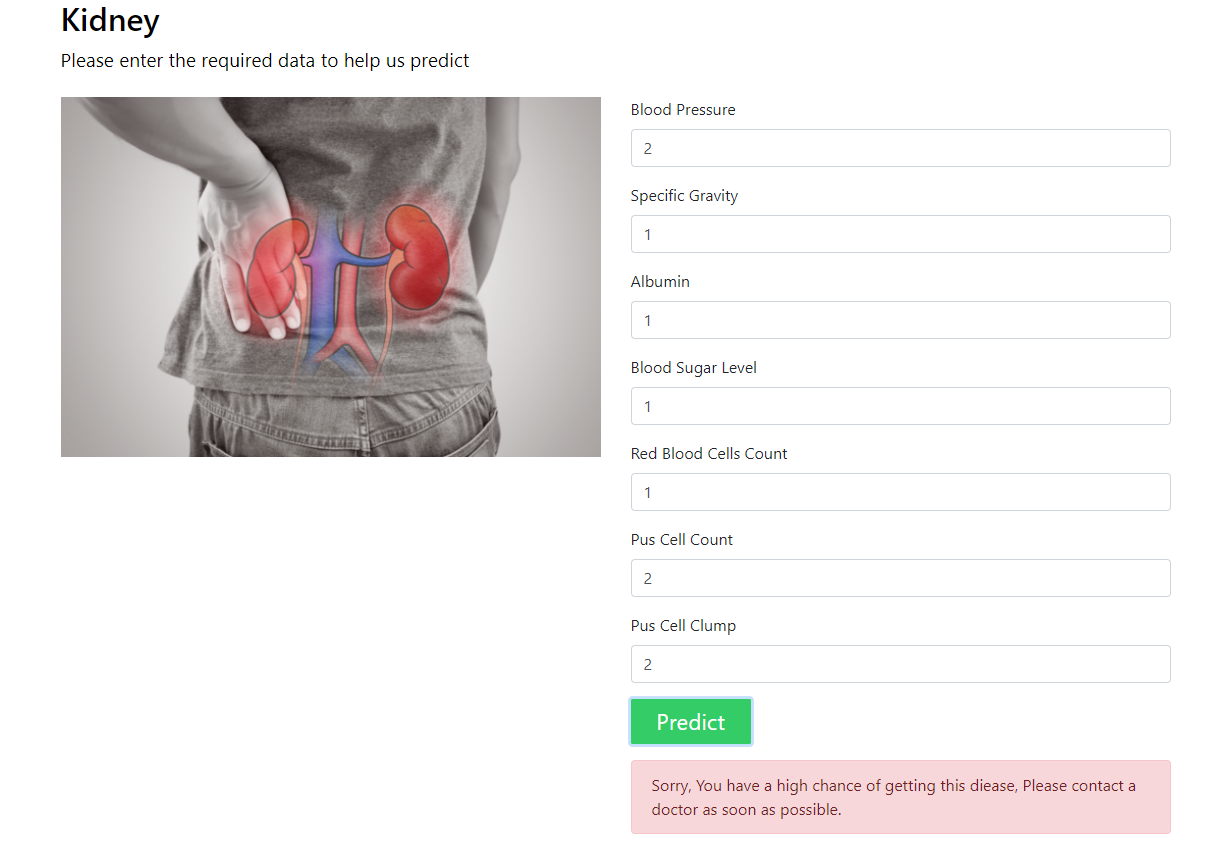 Kidney
Please enter the required data to help us predict
Blood Pressure
2
Specific Gravity
1
Albumin
1
Blood Sugar Level
1
Red Blood Cells Count
1
Pus Cell Count
2
Pus Cell Clump
2
Predict
Sorry, You have a high chance of getting this diease, Please contact a
doctor as soon as possible.